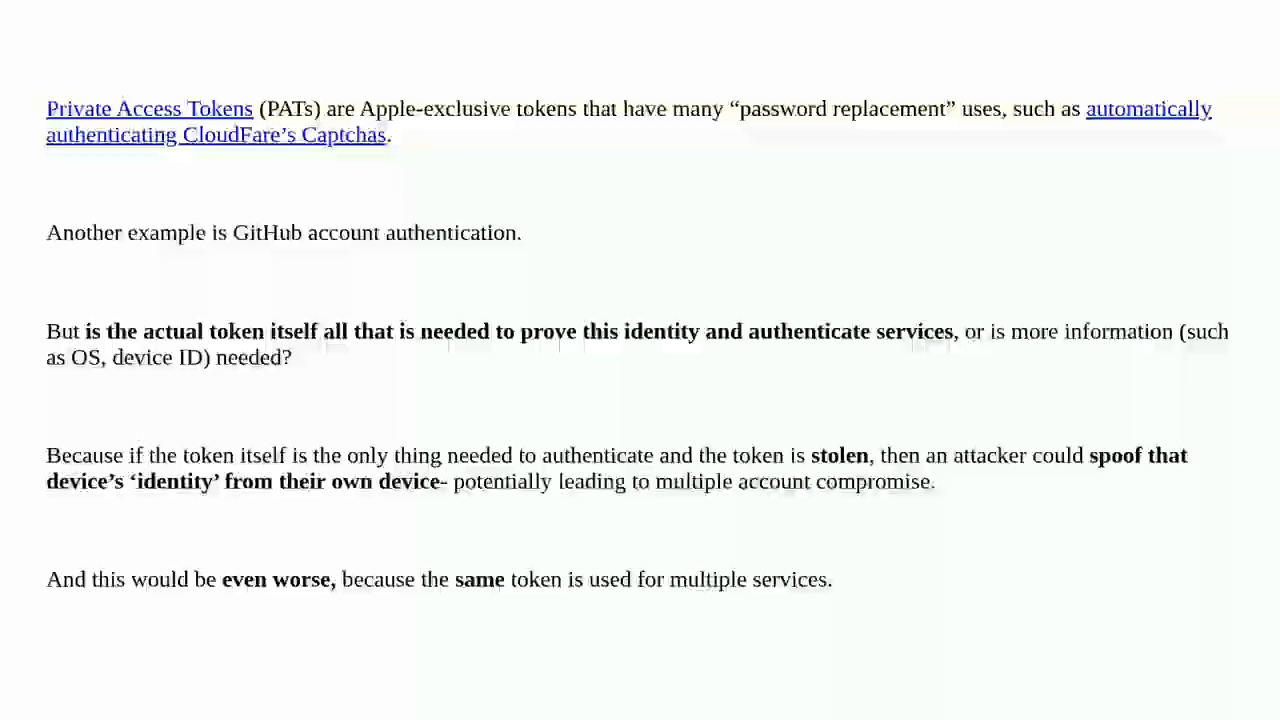 Private Access Tokens (PATs) are Apple-exclusive tokens that have many “password replacement” uses, such as automatically
authenticating CloudFare’s Captchas.
Another example is GitHub account authentication.
But is the actual token itself all that is needed to prove this identity and authenticate services, or is more information (such
as OS, device ID) needed?
Because if the token itself is the only thing needed to authenticate and the token is stolen, then an attacker could spoof that
device’s ‘identity’ from their own device- potentially leading to multiple account compromise.
And this would be even worse, because the same token is used for multiple services.